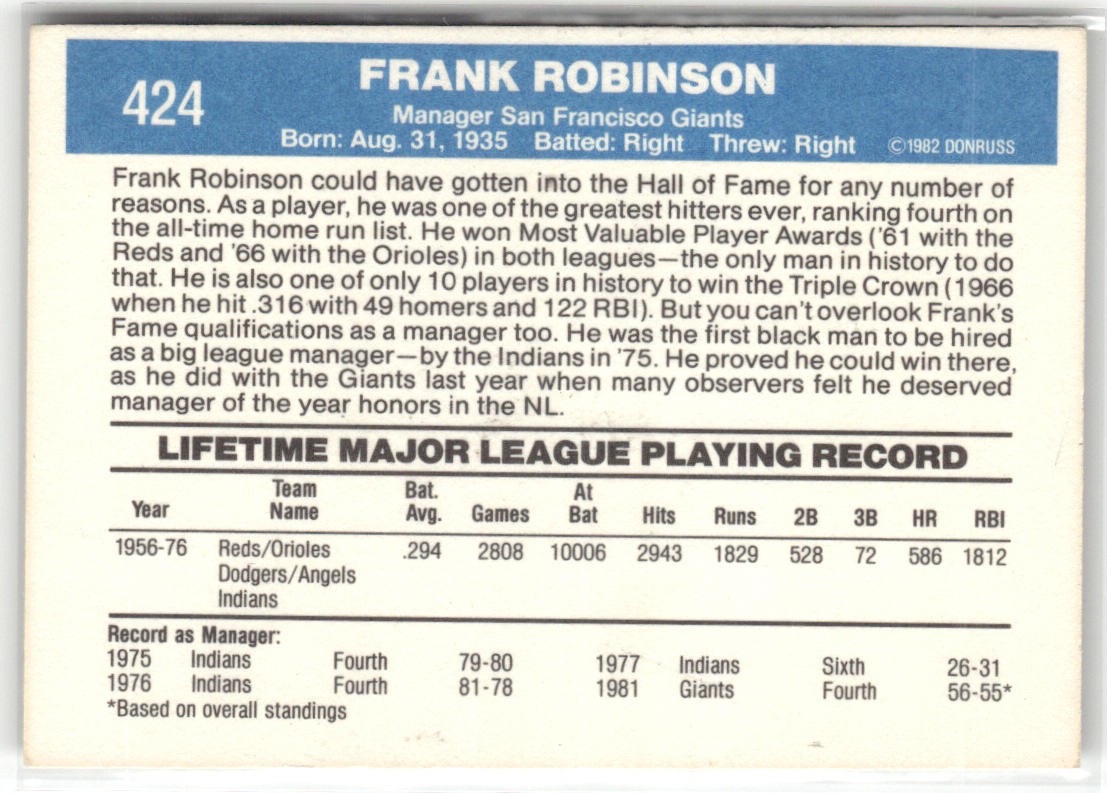 424
FRANK ROBINSON
Manager San Francisco Giants
Born: Aug. 31, 1935 Batted: Right Threw: Right ©1982 DONRUSS
Frank Robinson could have gotten into the Hall of Fame for any number of
reasons. As a player, he was one of the greatest hitters ever, ranking fourth on
the all-time home run list. He won Most Valuable Player Awards ('61 with the
Reds and '66 with the Orioles) in both leagues—the only man in history to do
that. He is also one of only 10 players in history to win the Triple Crown (1966
when he hit .316 with 49 homers and 122 RBI). But you can't overlook Frank's
Fame qualifications as a manager too. He was the first black man to be hired
as a big league manager—by the Indians in '75. He proved he could win there,
as he did with the Giants last year when many observers felt he deserved
manager of the year honors in the NL.
LIFETIME MAJOR LEAGUE PLAYING RECORD
Team Bat. At
Year Name Avg. Games Bat Hits Runs 2B 3B HR RBI
1956-76 Reds/Orioles .294 2808 10006 2943 1829 528 72 586 1812
Dodgers/Angels
Indians
Record as Manager:
1975 Indians Fourth 79-80 1977 Indians Sixth 26-31
1976 Indians Fourth 81-78 1981 Giants Fourth 56-55*
*Based on overall standings